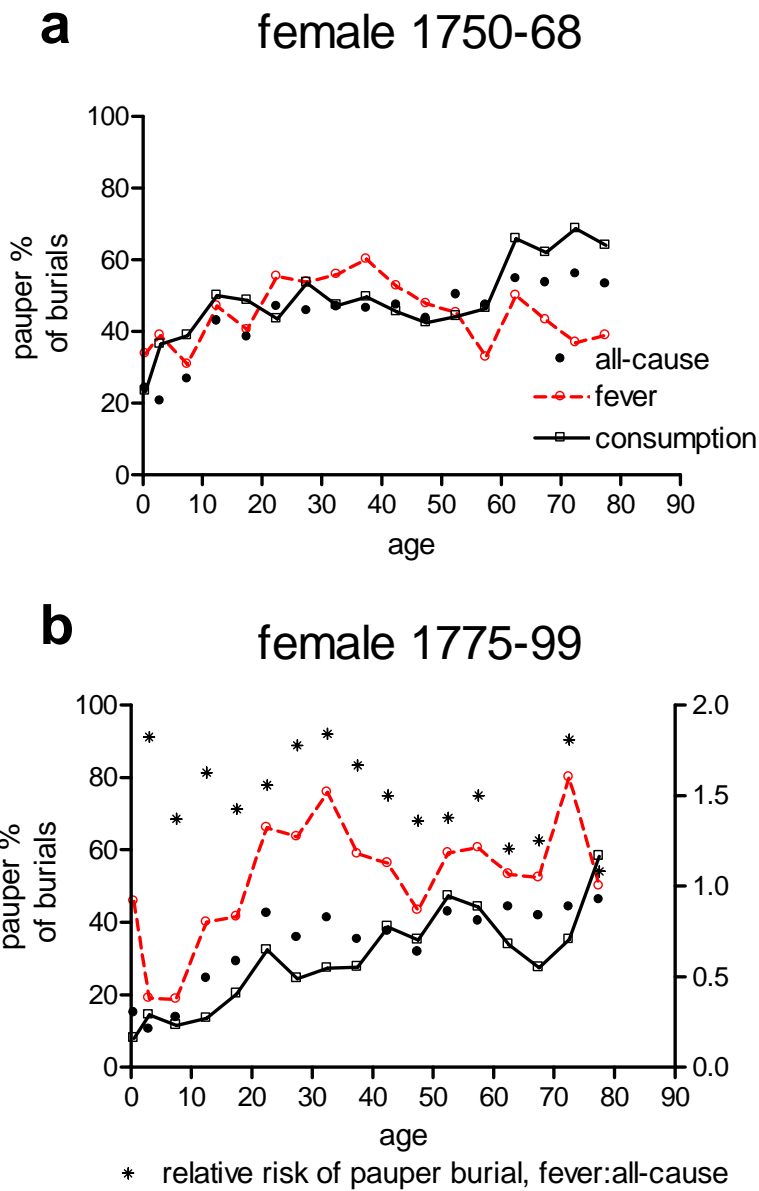 a
female 1750-68
100
80
60
40
20
0
pauper %
of burials
all-cause
fever
consumption
0 10 20 30 40 50 60 70 80 90
age
b
female 1775-99
100
80
60
40
20
0
pauper %
of burials
2.0
1.5
1.0
0.5
0.0
0 10 20 30 40 50 60 70 80 90
age
* relative risk of pauper burial, fever:all-cause